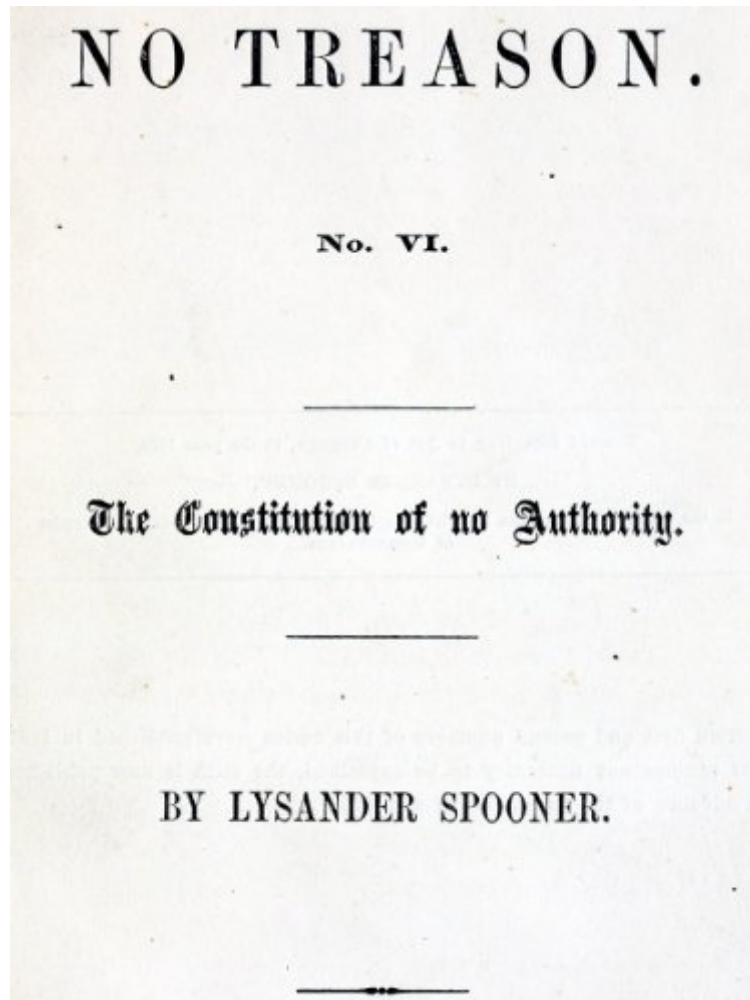 NO TREASON.
No. VI.
The Constitution of no Authority.
BY LYSANDER SPOONER.